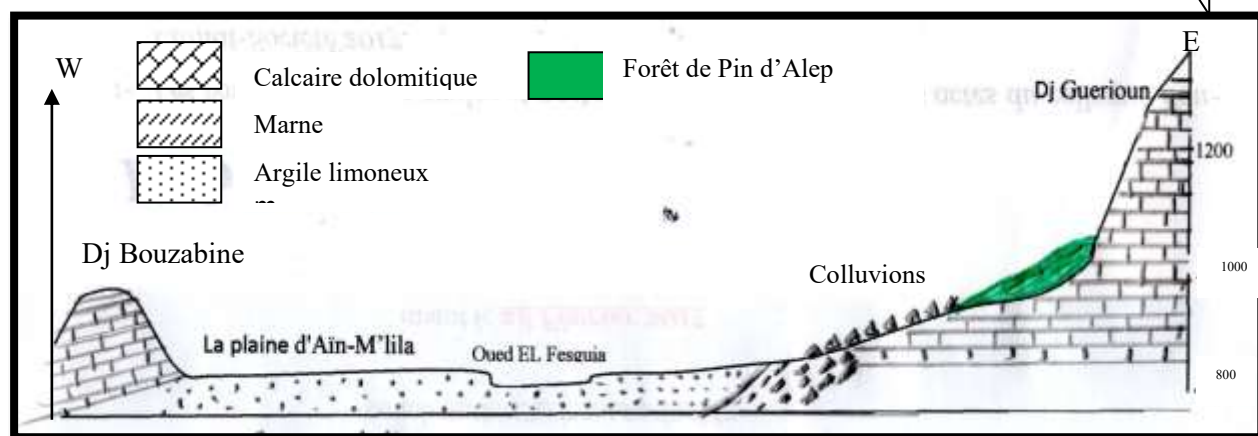 W
E
Calcaire dolomitique
Forêt de Pin d'Alep
Dj Guerioun
Marne
1200
Argile limoneux
Dj Bouzabine
Colluvions
1000
La plaine d'Aïn-M'lila
Oued EL Fesguia
800